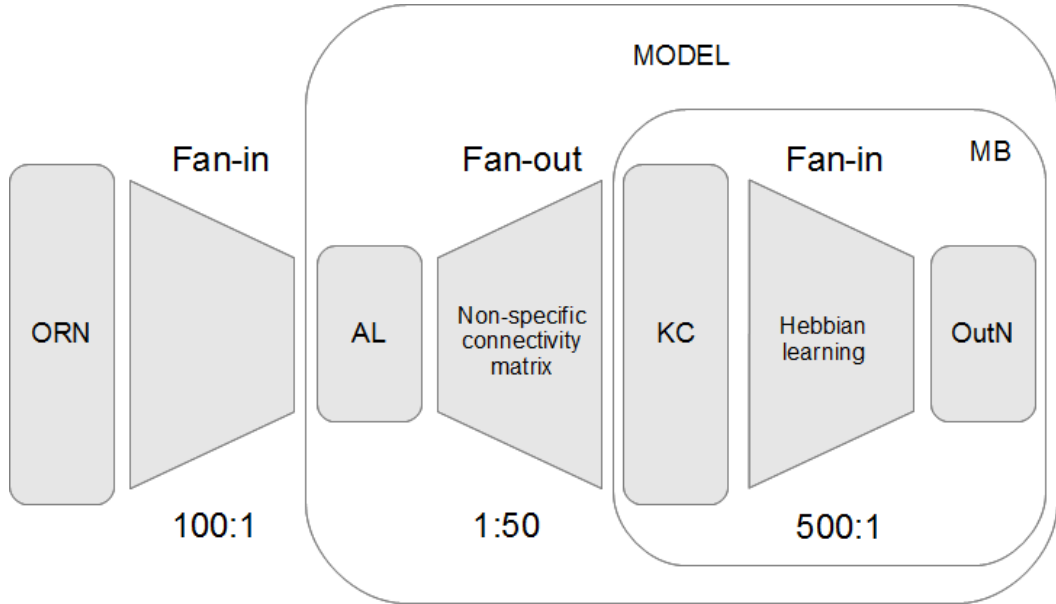 MODEL
MB
Fan-in
Fan-out
Fan-in
ORN
AL
Non-specific
connectivity
matrix
KC
Hebbian
learning
OutN
100:1
1:50
500:1